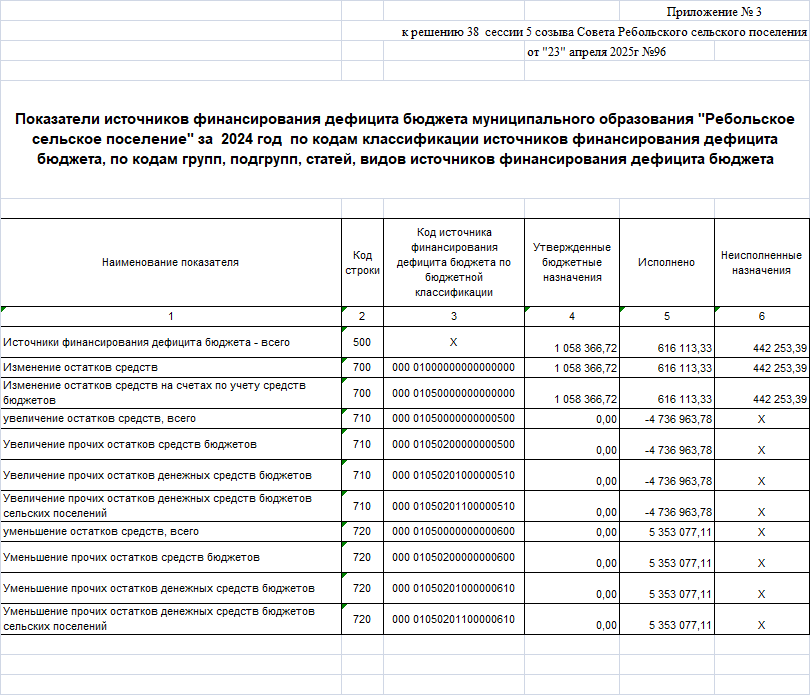 Приложение № 3
к решению 38 сессии 5 созыва Совета Ребольского сельского поселения
от "23" апреля 2025г №96
Показатели источников финансирования дефицита бюджета муниципального образования "Ребольское
сельское поселение" за 2024 год по кодам классификации источников финансирования дефицита
бюджета, по кодам групп, подгрупп, статей, видов источников финансирования дефицита бюджета
Наименование показателя
Код
строки
Код источника
финансирования
дефицита бюджета по
бюджетной
классификации
Утвержденные
бюджетные
назначения
Исполнено
Неисполненные
назначения
1 2 3 4 5 6
Источники финансирования дефицита бюджета - всего 500 X 1 058 366,72 616 113,33 442 253,39
Изменение остатков средств 700 000 01000000000000000 1 058 366,72 616 113,33 442 253,39
Изменение остатков средств на счетах по учету средств
бюджетов 700 000 01050000000000000 1 058 366,72 616 113,33 442 253,39
увеличение остатков средств, всего 710 000 01050000000000500 0,00 -4 736 963,78 X
Увеличение прочих остатков средств бюджетов 710 000 01050200000000500 0,00 -4 736 963,78 X
Увеличение прочих остатков денежных средств бюджетов 710 000 01050201000000510 0,00 -4 736 963,78 X
Увеличение прочих остатков денежных средств бюджетов
сельских поселений 710 000 01050201100000510 0,00 -4 736 963,78 X
уменьшение остатков средств, всего 720 000 01050000000000600 0,00 5 353 077,11 X
Уменьшение прочих остатков средств бюджетов 720 000 01050200000000600 0,00 5 353 077,11 X
Уменьшение прочих остатков денежных средств бюджетов 720 000 01050201000000610 0,00 5 353 077,11 X
Уменьшение прочих остатков денежных средств бюджетов
сельских поселений 720 000 01050201100000610 0,00 5 353 077,11 X